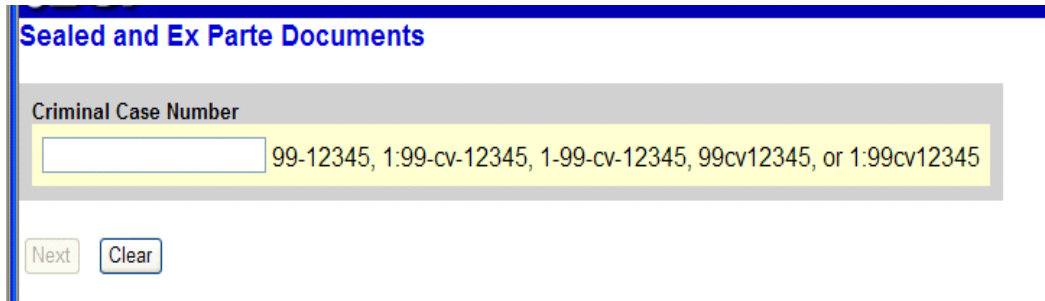 Sealed and Ex Parte Documents
Criminal Case Number
99-12345, 1:99-cv-12345, 1-99-cv-12345, 99cv12345, or 1:99cv12345
Next Clear